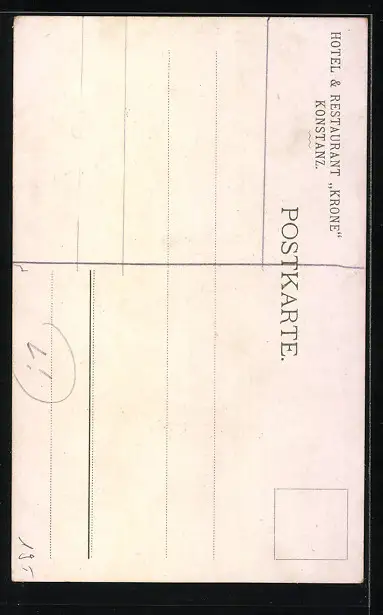 HOTEL & RESTAURANT „KRONE“
KONSTANZ.
POSTKARTE.